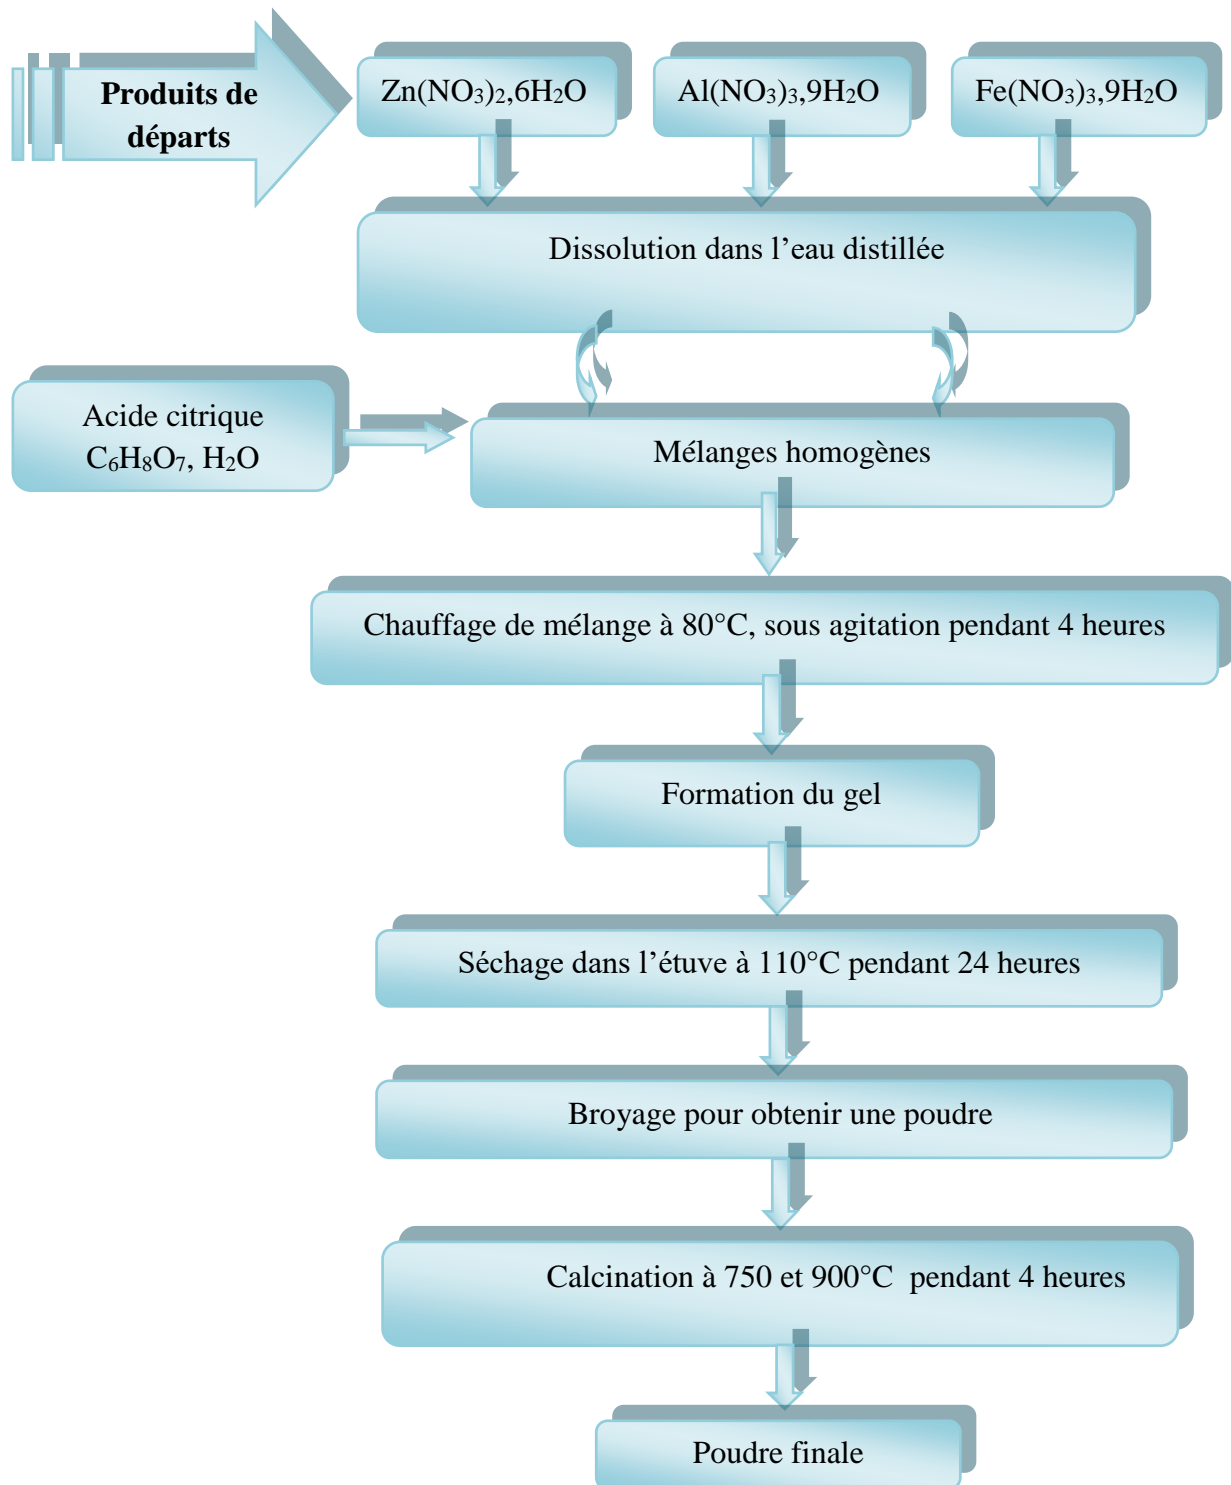 Produits de
départs
Zn(NO₃)₂,6H₂O
Al(NO₃)₃,9H₂O
Fe(NO₃)₃,9H₂O
Dissolution dans l’eau distillée
Acide citrique
C₆H₈O₇, H₂O
Mélanges homogènes
Chauffage de mélange à 80°C, sous agitation pendant 4 heures
Formation du gel
Séchage dans l’étuve à 110°C pendant 24 heures
Broyage pour obtenir une poudre
Calcination à 750 et 900°C  pendant 4 heures
Poudre finale